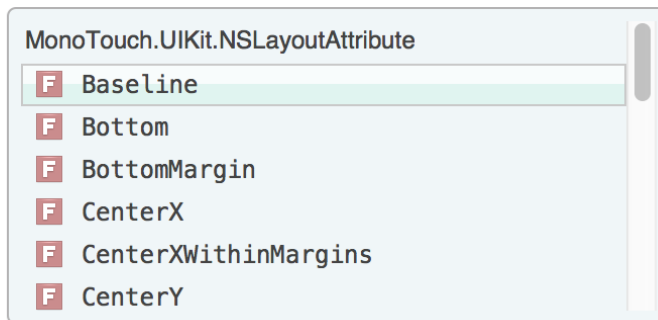 MonoTouch.UIKit.NSLayoutAttribute
F Baseline
F Bottom
F BottomMargin
F CenterX
F CenterXWithinMargins
F CenterY